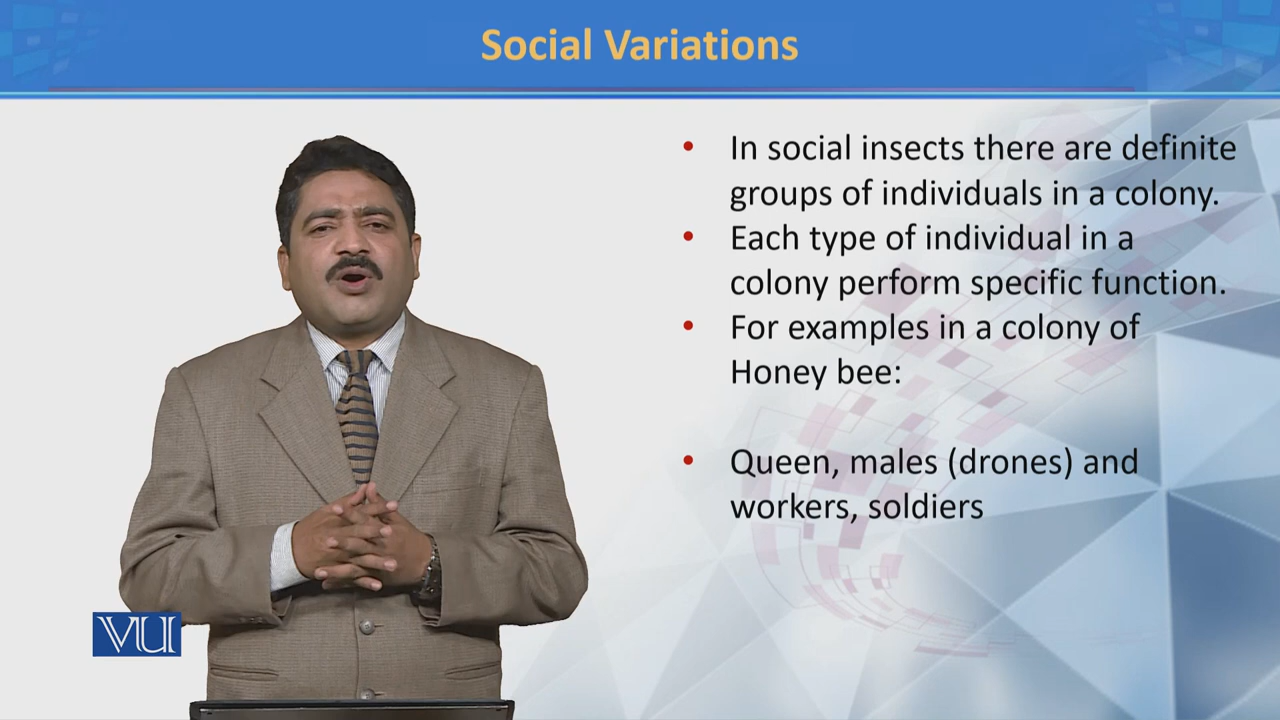 Social Variations
• In social insects there are definite
groups of individuals in a colony.
• Each type of individual in a
colony perform specific function.
• For examples in a colony of
Honey bee:
• Queen, males (drones) and
workers, soldiers
VU